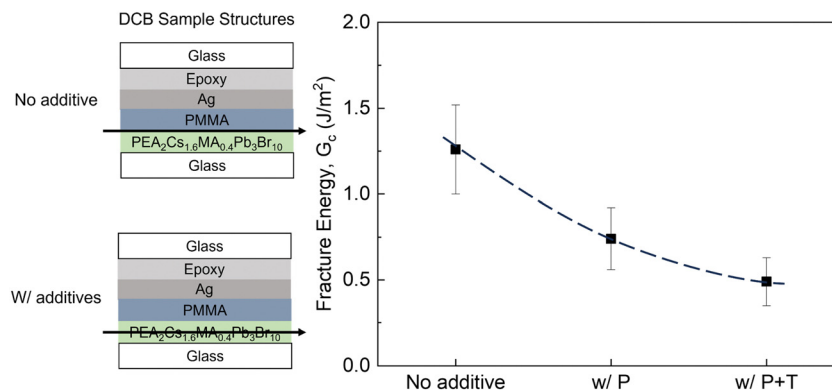 DCB Sample Structures
No additive
Glass
Epoxy
Ag
PMMA
PEA₂Cs₁.₆MA₀.₄Pb₃Br₁₀
Glass
W/ additives
Glass
Epoxy
Ag
PMMA
PEA₂Cs₁.₆MA₀.₄Pb₃Br₁₀
Glass
Fracture Energy, G_c (J/m²)
2.0
1.5
1.0
0.5
0.0
No additive
w/ P
w/ P+T